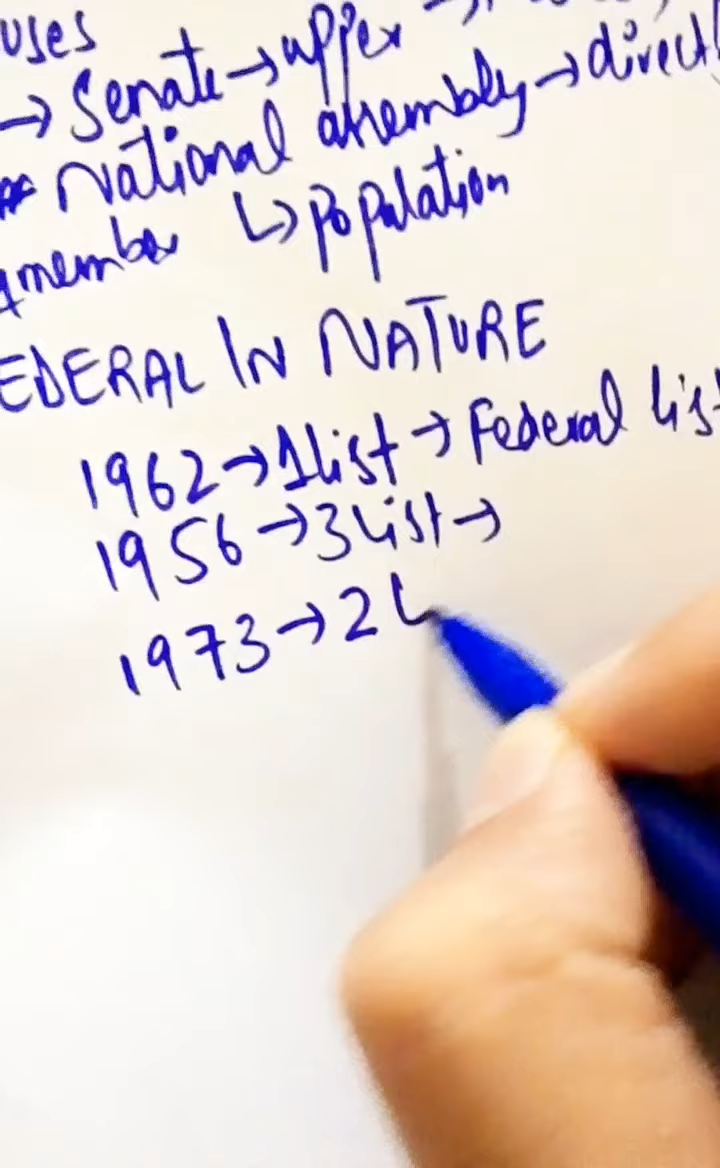 uses
→ Senate → upper →
National assembly → direct
member ↳ population
EDERAL IN NATURE
1962 → 1 list → Federal list
1956 → 3 list →
1973 → 2 L